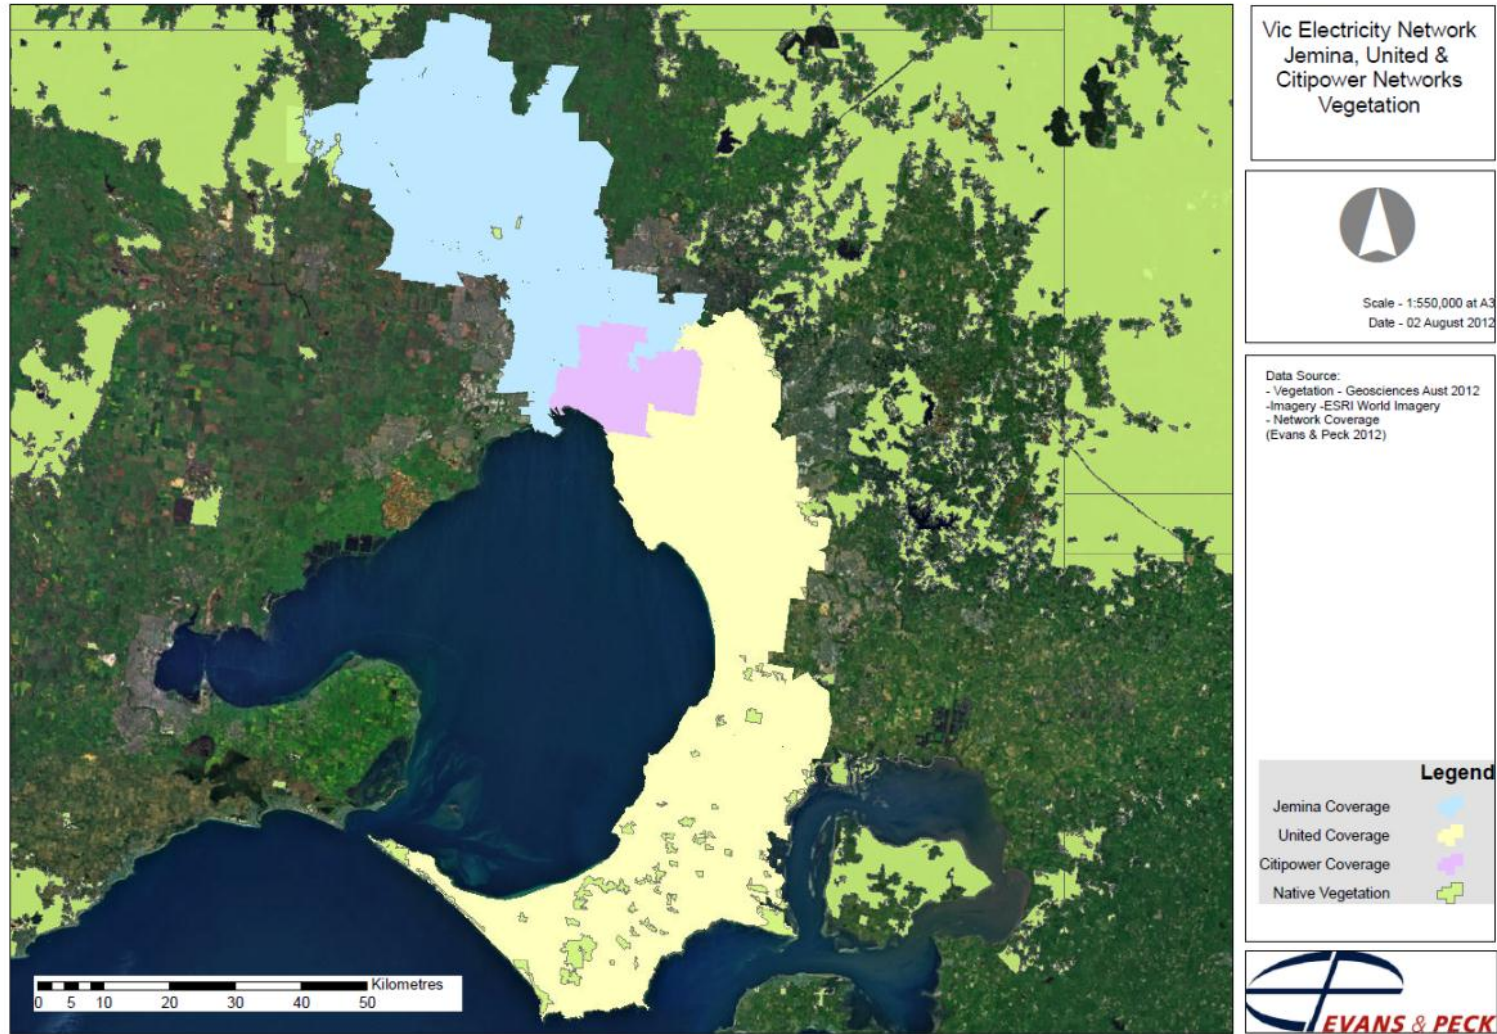 Vic Electricity Network
Jemina, United &
Citipower Networks
Vegetation
Scale - 1:550,000 at A3
Date - 02 August 2012
Data Source:
- Vegetation - Geosciences Aust 2012
-Imagery -ESRI World Imagery
- Network Coverage
(Evans & Peck 2012)
Legend
Jemina Coverage
United Coverage
Citipower Coverage
Native Vegetation
Kilometres
0 5 10 20 30 40 50
EVANS & PECK